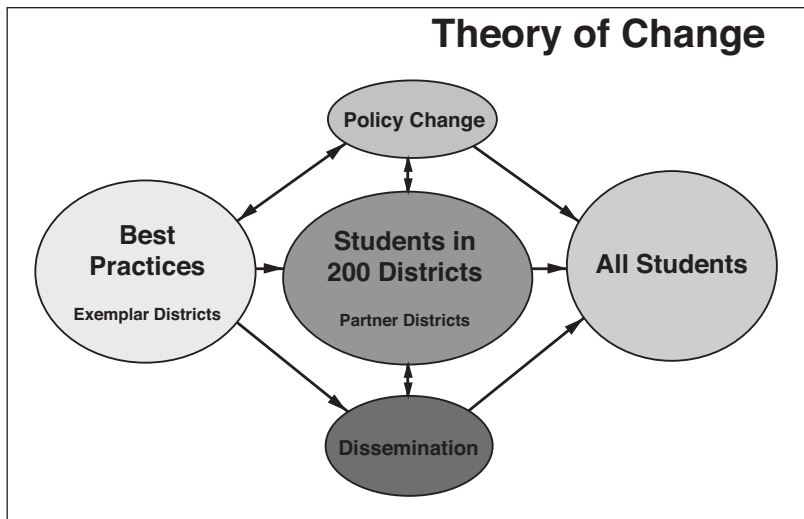 Theory of Change
Policy Change
Best
Practices
Exemplar Districts
Students in
200 Districts
Partner Districts
All Students
Dissemination